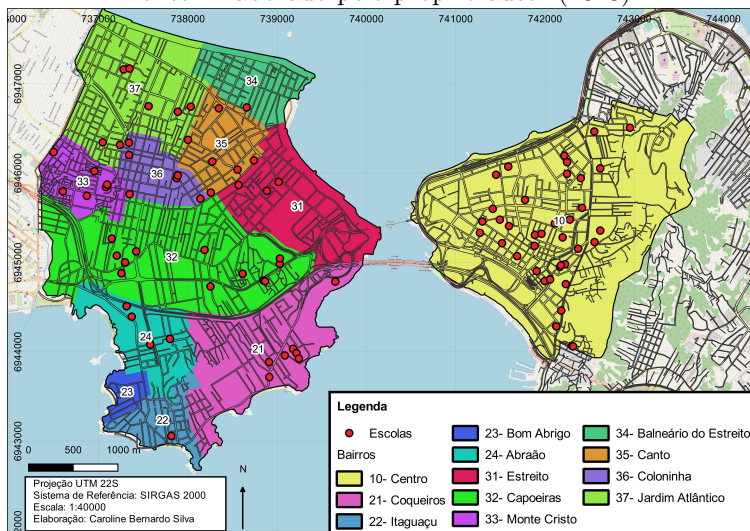 737000 738000 739000 740000 741000 742000 743000 744000
6947000
6946000
6945000
6944000
6943000
2000
34
37
35
36
33
31
10
32
24
21
23
22
0 500 1000 m
N
Projeção UTM 22S
Sistema de Referência: SIRGAS 2000
Escala: 1:40000
Elaboração: Caroline Bernardo Silva
Legenda
Escolas
Bairros
10- Centro
21- Coqueiros
22- Itaguaçu
23- Bom Abrigo
24- Abraão
31- Estreito
32- Capoeiras
33- Monte Cristo
34- Balneário do Estreito
35- Canto
36- Coloninha
37- Jardim Atlântico